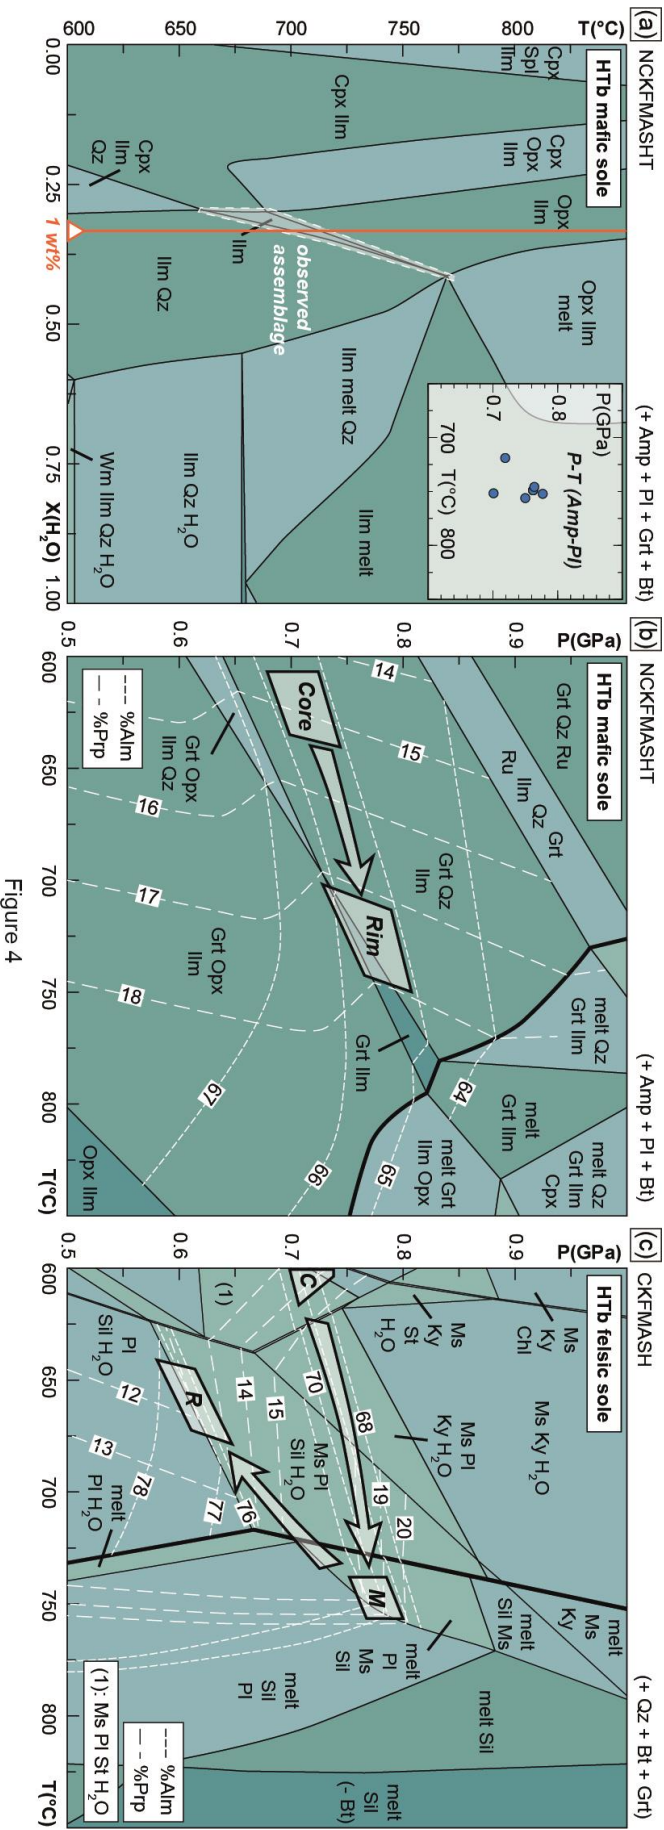 (a) NCKFMASHT (+ Amp + Pl + Grt + Bt)
T(°C)
HTb mafic sole
800
750
700
650
600
Cpx
Spl
Ilm
Cpx Ilm
Cpx
Opx
Ilm
Opx
Ilm
Opx Ilm
melt
Cpx
Ilm
Qz
Ilm
observed
assemblage
Ilm Qz
Ilm melt Qz
Ilm melt
Ilm Qz H2O
Wm Ilm Qz H2O
P(GPa)
0.8
0.7
P-T (Amp-Pl)
700 T(°C) 800
0.00 0.25 1 wt% 0.50 0.75 X(H2O) 1.00
(b) NCKFMASHT (+ Amp + Pl + Bt)
P(GPa)
HTb mafic sole
0.9
0.8
0.7
0.6
0.5
Grt Qz Ru
Ilm Qz Grt
Ru
melt Qz
Grt Ilm
melt
Grt Ilm
melt Qz
Grt Ilm
Cpx
Grt Qz
Ilm
Grt Ilm
melt Grt
Ilm Opx
Grt Opx
Ilm Qz
Grt Opx
Ilm
Opx Ilm
Core
Rim
14
15
16
17
18
64
65
66
67
%Alm
%Prp
600 650 700 750 800 T(°C)
(c) CKFMASH (+ Qz + Bt + Grt)
P(GPa)
HTb felsic sole
0.9
0.8
0.7
0.6
0.5
Ms
Ky
Chl
Ms Ky H2O
melt
Ms
Ky
Ms
Ky
St
H2O
Ms Pl
Ky H2O
melt
Sil Ms
melt Sil
melt
Sil
(- Bt)
melt
Pl
Ms
Sil
Ms Pl
Sil H2O
melt
Sil
Pl
(1)
Pl
Sil H2O
melt
Pl H2O
C
M
R
68
70
19
20
15
14
76
77
78
12
13
%Alm
%Prp
(1): Ms Pl St H2O
600 650 700 750 800 T(°C)
Figure 4